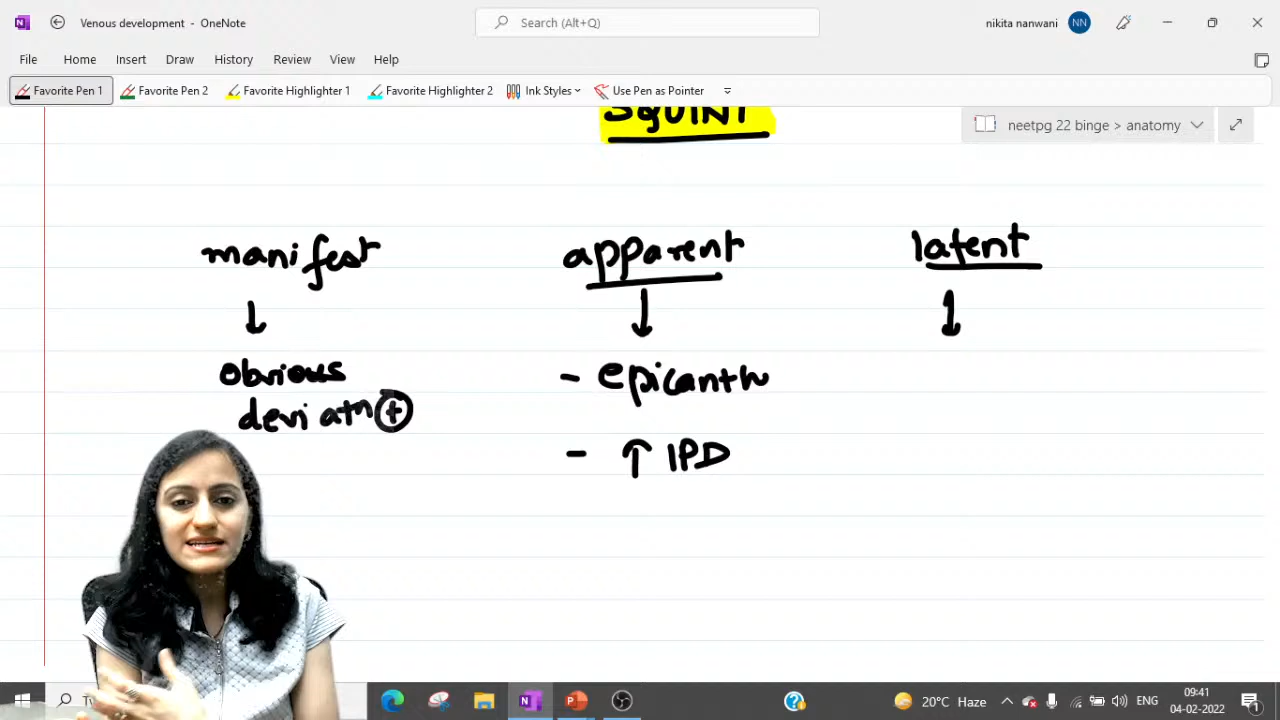 Venous development - OneNote
Search (Alt+Q)
nikita nanwani
NN
File Home Insert Draw History Review View Help
Favorite Pen 1 Favorite Pen 2 Favorite Highlighter 1 Favorite Highlighter 2 Ink Styles Use Pen as Pointer
SQUINT
neetpg 22 binge > anatomy
manifest apparent latent
↓ ↓ ↓
Obvious
deviatn +
- epicanthu
- ↑ IPD
20°C Haze
ENG
09:41
04-02-2022
1